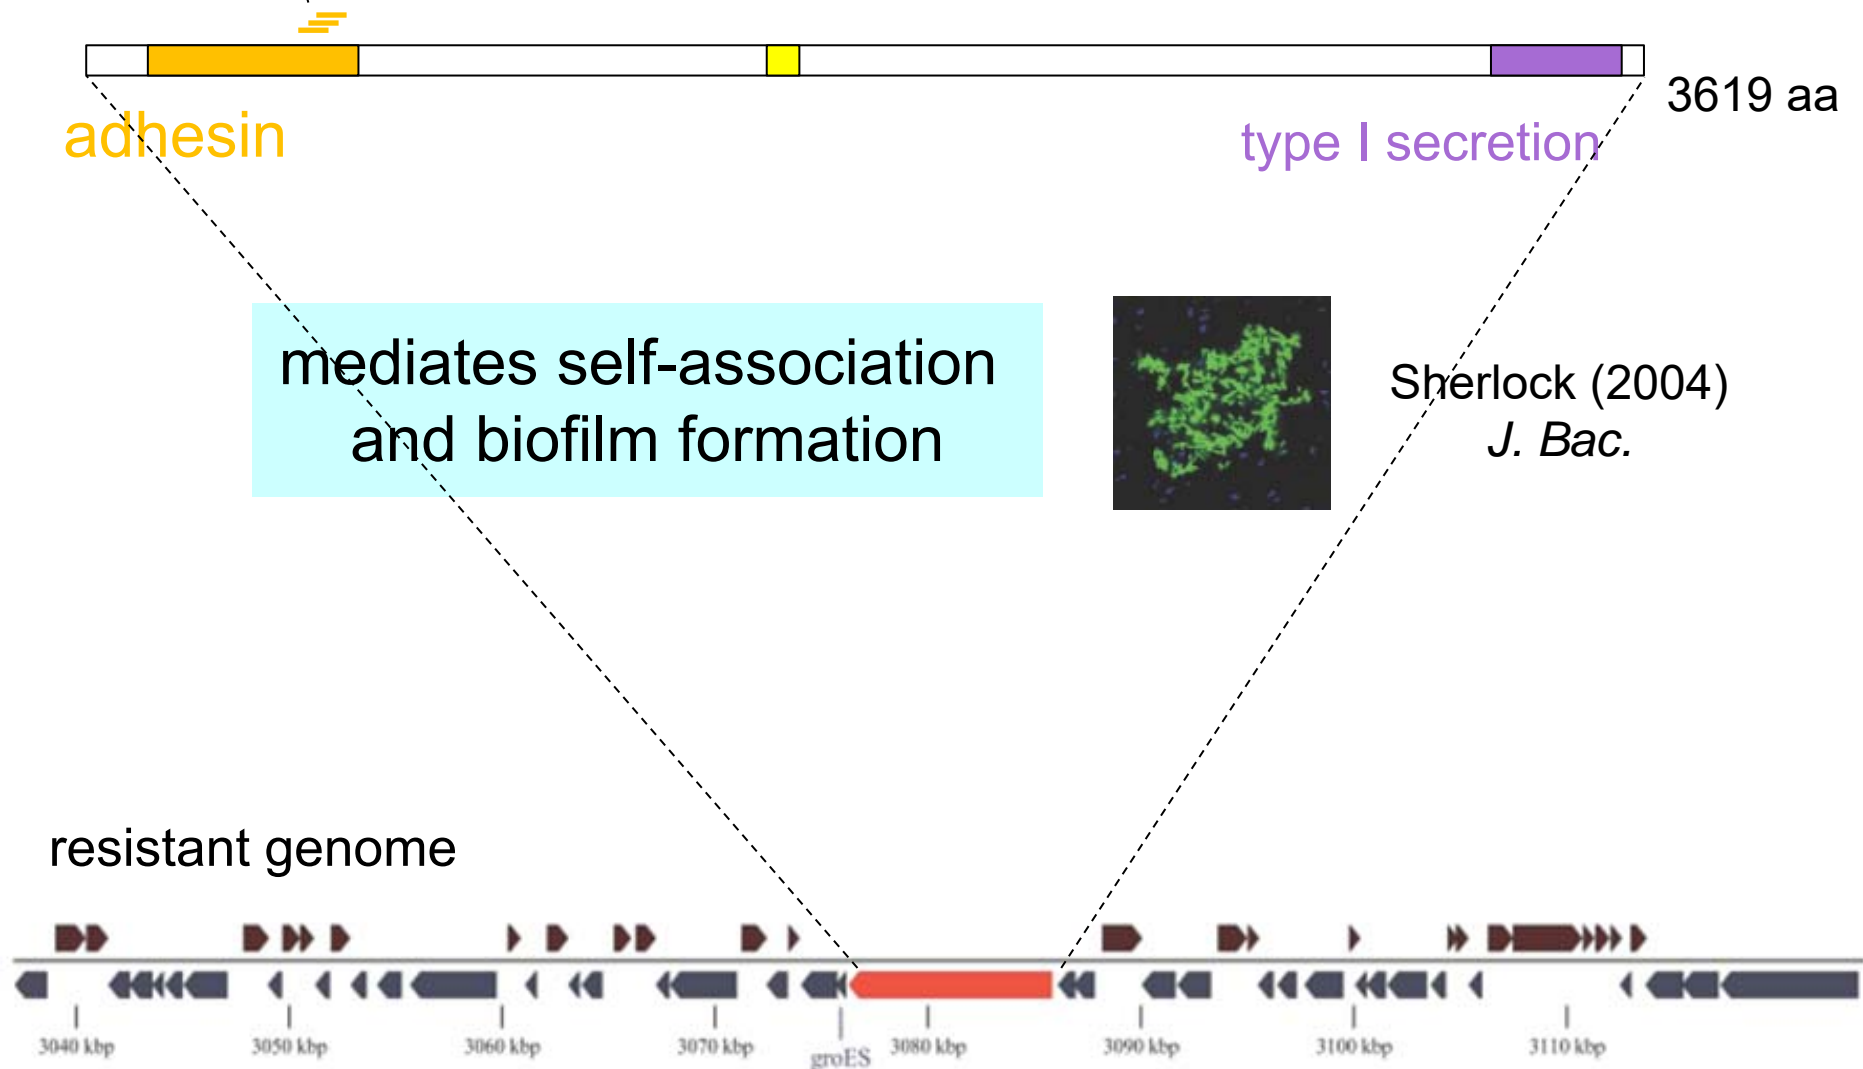 3619 aa
adhesin
type I secretion
mediates self-association
and biofilm formation
Sherlock (2004)
J. Bac.
resistant genome
3040 kbp
3050 kbp
3060 kbp
3070 kbp
groES
3080 kbp
3090 kbp
3100 kbp
3110 kbp